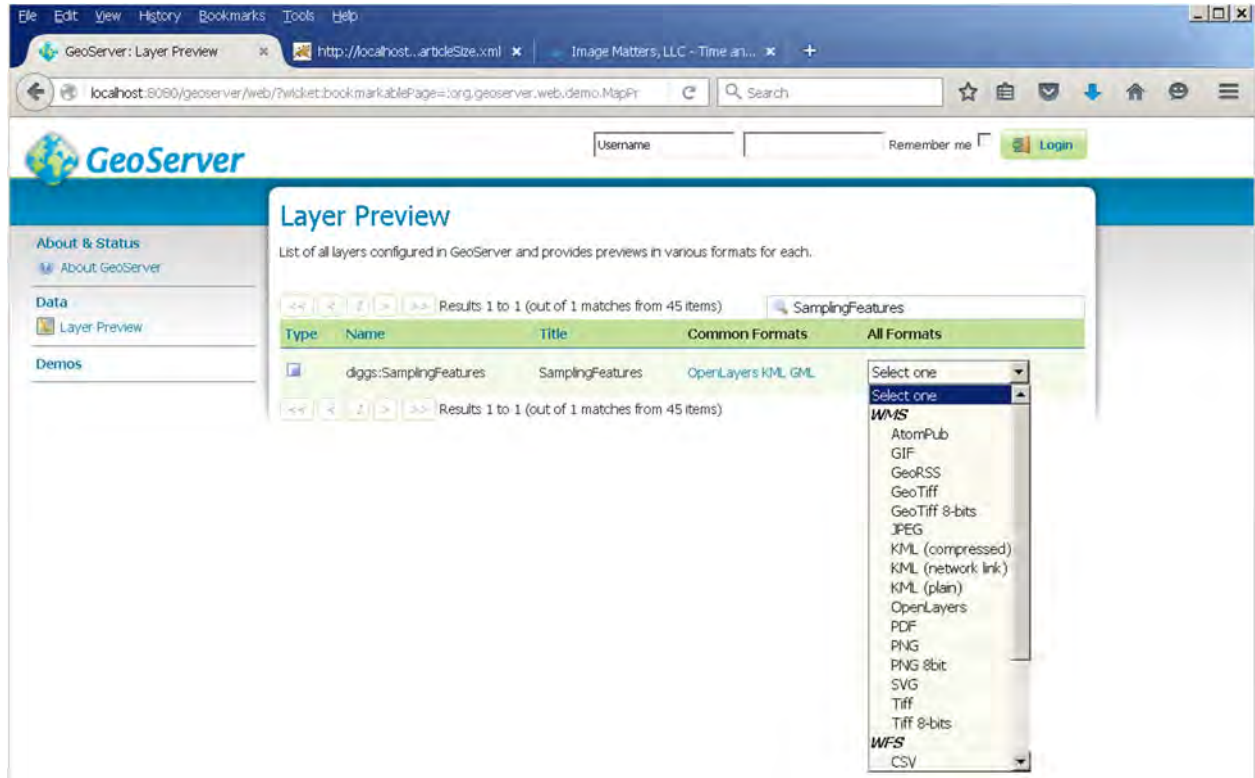 File Edit View History Bookmarks Tools Help
GeoServer: Layer Preview × http://localhost...articleSize.xml × Image Matters, LLC - Time an... × +
localhost:8080/geoserver/web/?wicket:bookmarkablePage=:org.geoserver.web.demo.MapPr Search
GeoServer
Username Remember me Login
Layer Preview
List of all layers configured in GeoServer and provides previews in various formats for each.
About & Status
About GeoServer
Data
Layer Preview
Demos
<< < 1 > >> Results 1 to 1 (out of 1 matches from 45 items) SamplingFeatures
Type Name Title Common Formats All Formats
diggs:SamplingFeatures SamplingFeatures OpenLayers KML GML Select one
<< < 1 > >> Results 1 to 1 (out of 1 matches from 45 items)
Select one
WMS
AtomPub
GIF
GeoRSS
GeoTiff
GeoTiff 8-bits
JPEG
KML (compressed)
KML (network link)
KML (plain)
OpenLayers
PDF
PNG
PNG 8bit
SVG
Tiff
Tiff 8-bits
WFS
CSV